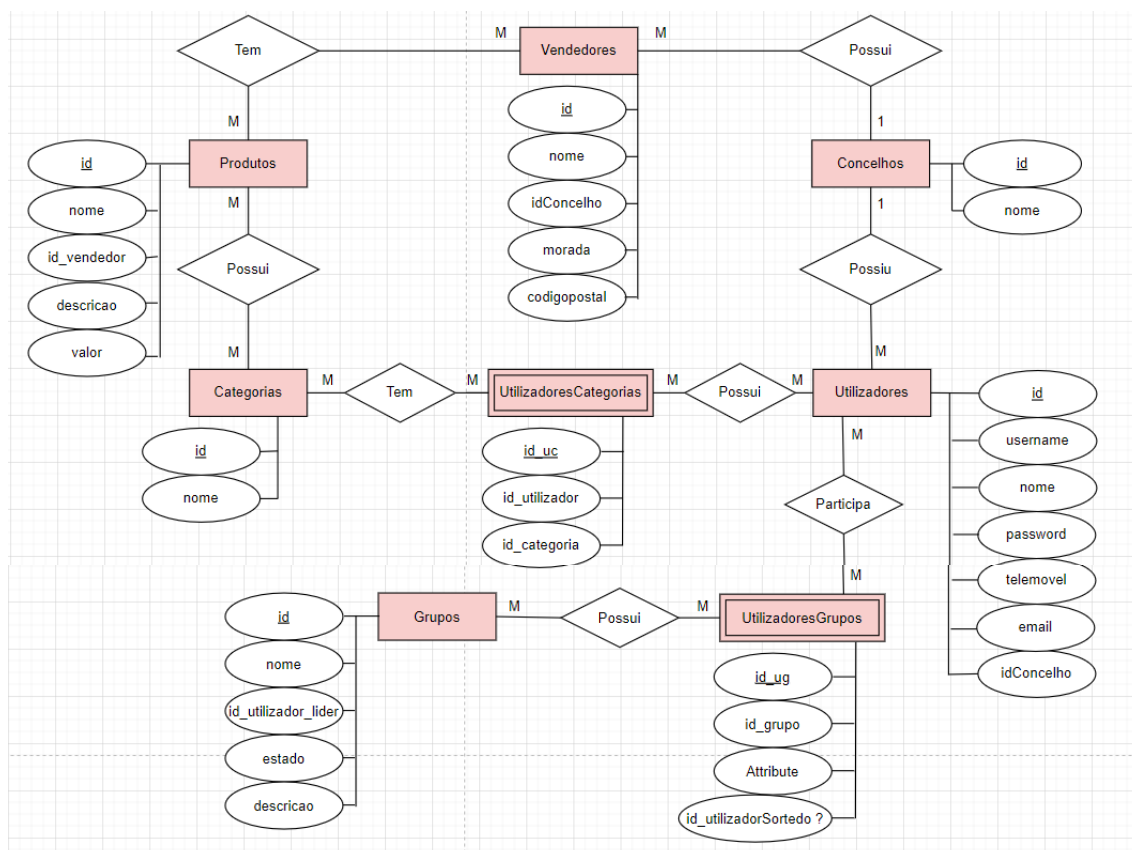 Tem
M
Vendedores
M
Possui
id
nome
idConcelho
morada
codigopostal
M
1
Produtos
id
nome
id_vendedor
descricao
valor
Concelhos
id
nome
M
Possui
M
1
Possiu
M
Categorias
M
Tem
M
UtilizadoresCategorias
M
Possui
M
Utilizadores
id
nome
id_uc
id_utilizador
id_categoria
id
username
nome
password
telemovel
email
idConcelho
M
Participa
M
Grupos
M
Possui
M
UtilizadoresGrupos
id
nome
id_utilizador_lider
estado
descricao
id_ug
id_grupo
Attribute
id_utilizadorSortedo ?